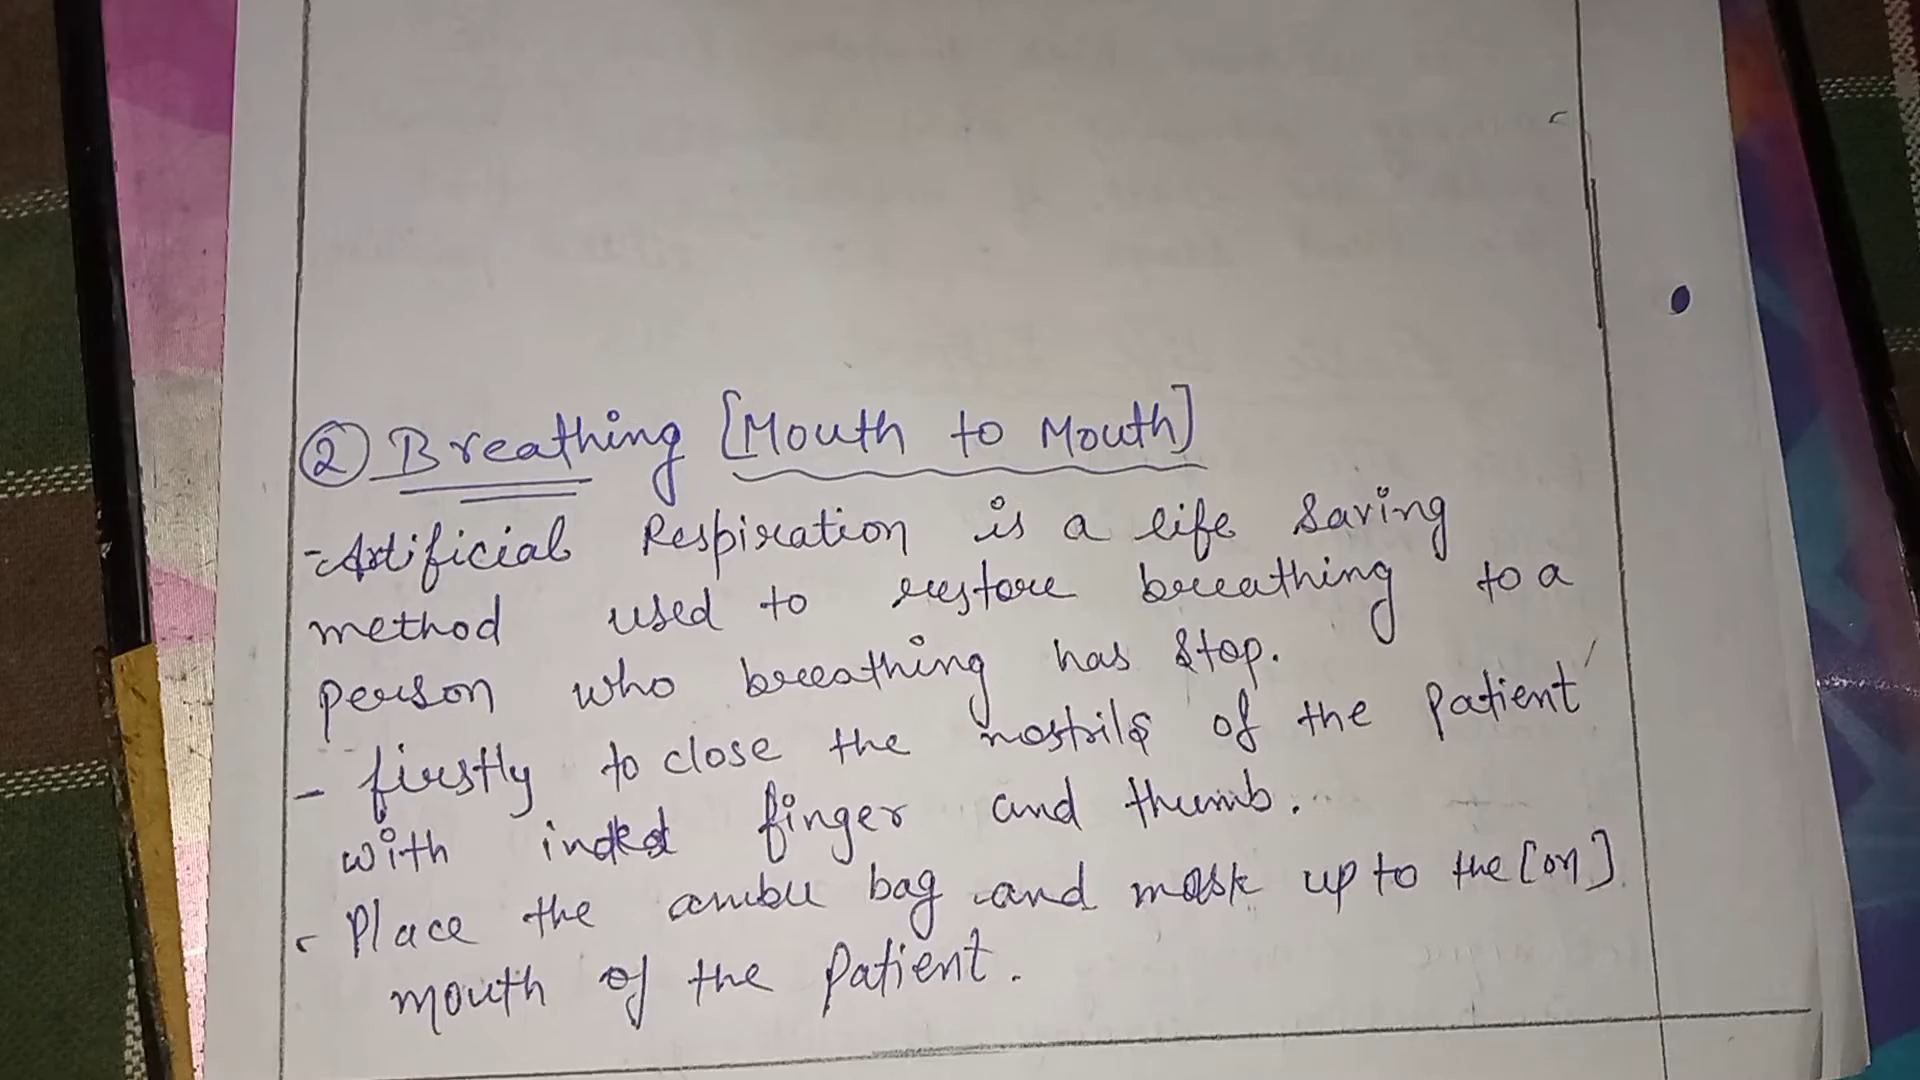 ② Breathing [Mouth to Mouth]
- Artificial Respiration is a life saving
method used to restore breathing to a
person who breathing has stop.
- firstly to close the nostrils of the patient
with finger and thumb.
- Place the ambu bag and mask up to the [on]
mouth of the patient.